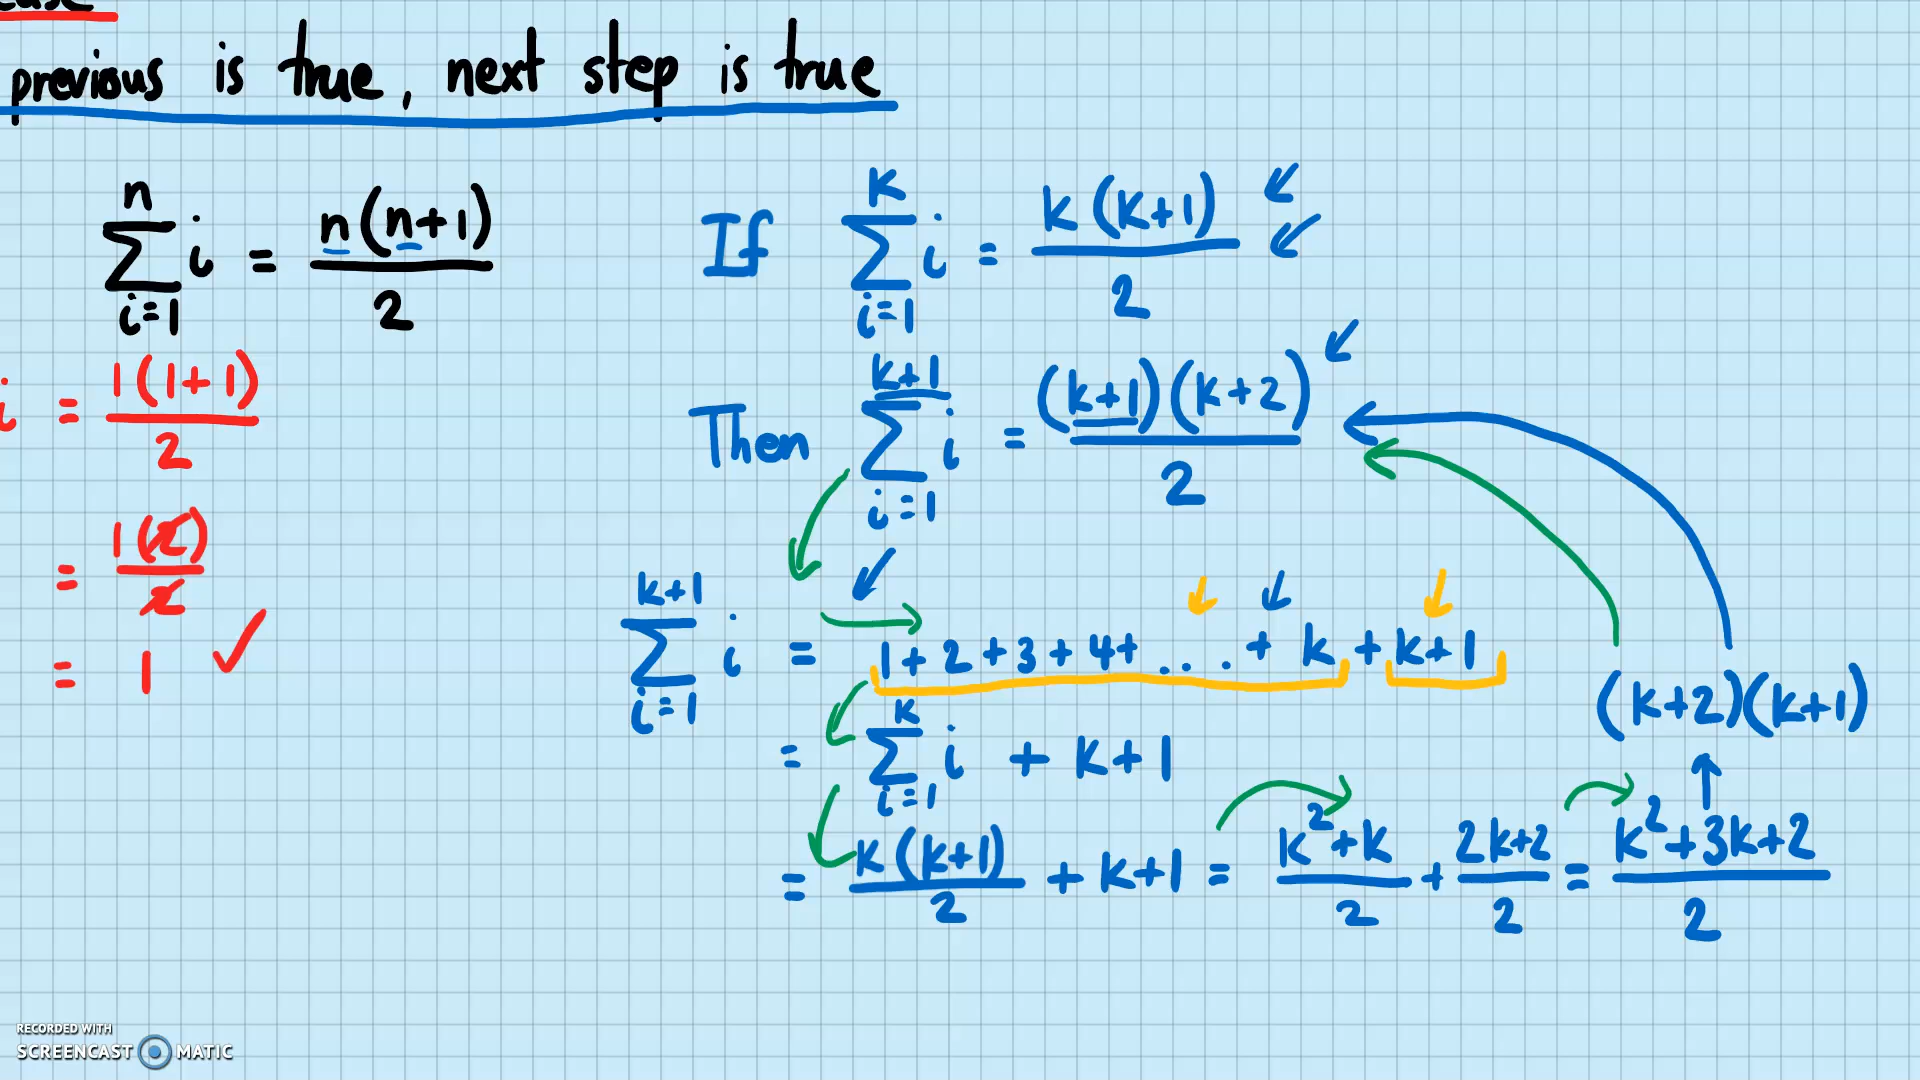 case
previous is true, next step is true
n
∑ i = n(n+1)
i=1 2
i = 1(1+1)
2
= 1(2)
2
= 1 ✓
If ∑ i = k(k+1)
k
i=1 2
Then ∑ i = (k+1)(k+2)
k+1
i=1 2
k+1
∑ i = 1+2+3+4+ ... + k + k+1
i=1
k
= ∑ i + k+1
i=1
= k(k+1) + k+1 = k²+k + 2k+2 = k²+3k+2
2 2 2 2
(k+2)(k+1)
RECORDED WITH
SCREENCAST MATIC